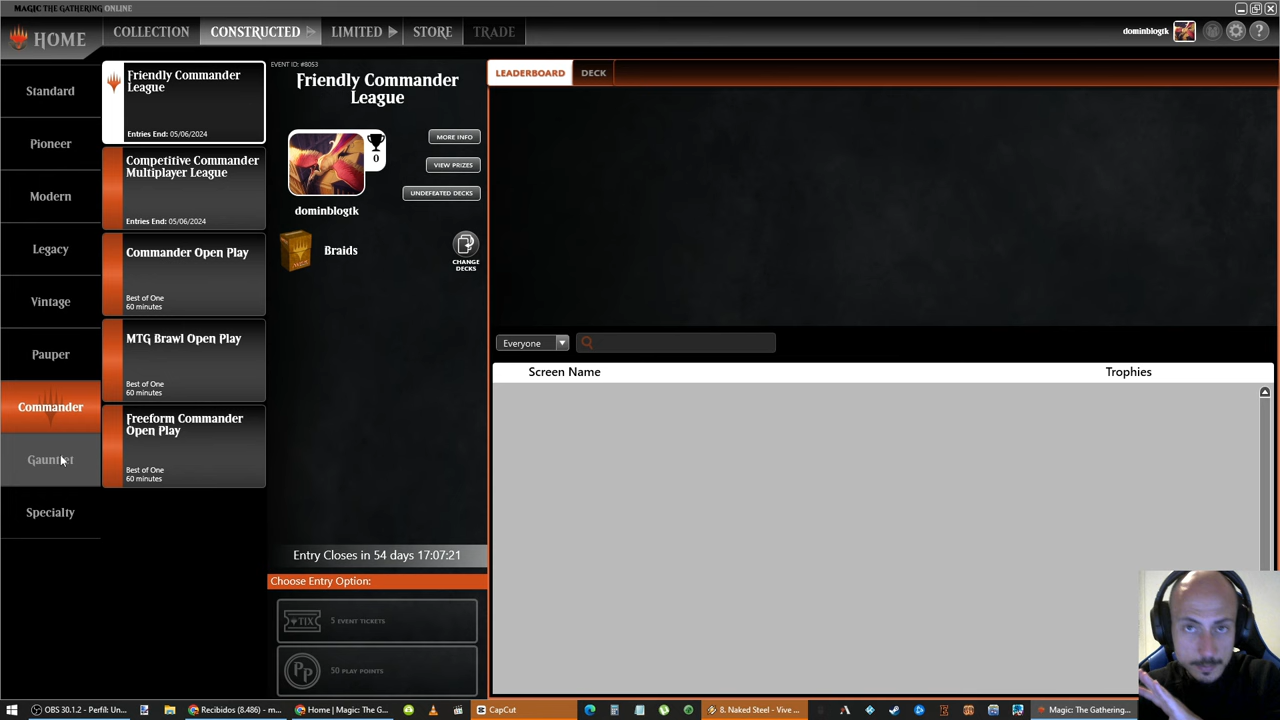 MAGIC THE GATHERING ONLINE
HOME
COLLECTION
CONSTRUCTED
LIMITED
STORE
TRADE
dominblogtk
Standard
Pioneer
Modern
Legacy
Vintage
Pauper
Commander
Gauntlet
Specialty
Friendly Commander
League
Entries End: 05/06/2024
Competitive Commander
Multiplayer League
Entries End: 05/06/2024
Commander Open Play
Best of One
60 minutes
MTG Brawl Open Play
Best of One
60 minutes
Freeform Commander
Open Play
Best of One
60 minutes
EVENT ID: #8053
Friendly Commander
League
0
MORE INFO
VIEW PRIZES
UNDEFEATED DECKS
dominblogtk
Braids
CHANGE
DECKS
Entry Closes in 54 days 17:07:21
Choose Entry Option:
TIX
5 EVENT TICKETS
PP
50 PLAY POINTS
LEADERBOARD
DECK
Everyone
Screen Name
Trophies
OBS 30.1.2 - Perfil: Un...
Recibidos (8.486) - m...
Home | Magic: The G...
CapCut
8. Naked Steel - Vive ...
Magic: The Gathering...